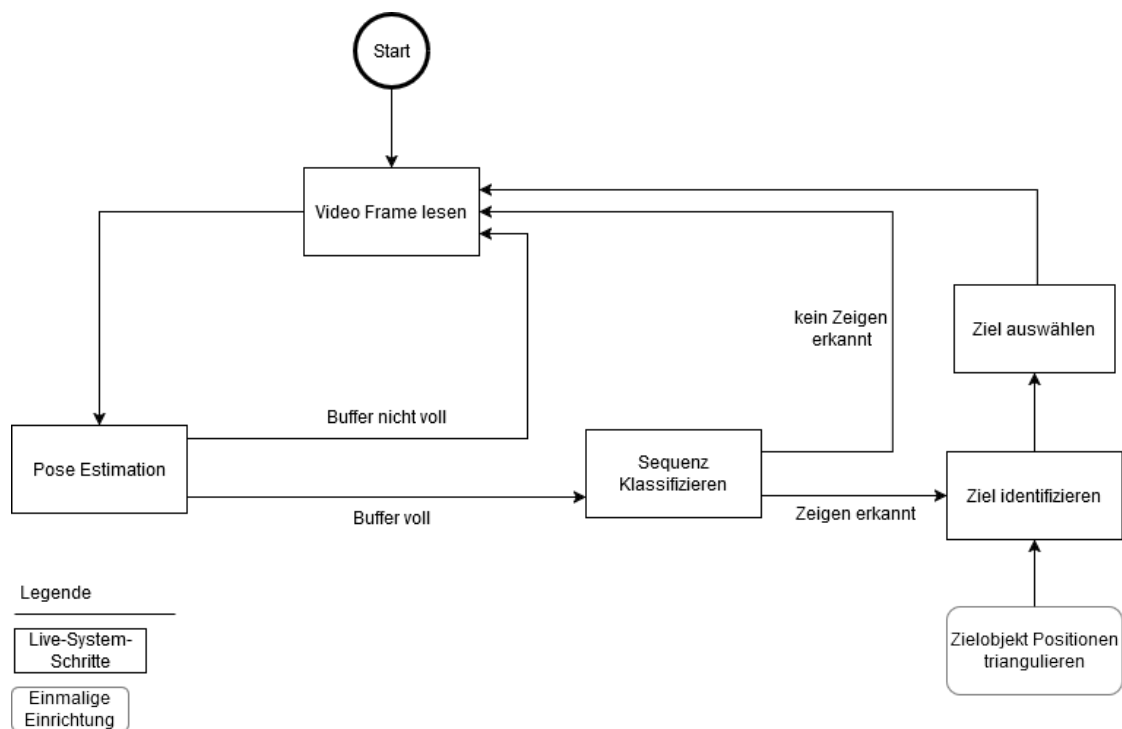 Start
Video Frame lesen
kein Zeigen
erkannt
Ziel auswählen
Buffer nicht voll
Pose Estimation
Buffer voll
Sequenz
Klassifizieren
Zeigen erkannt
Ziel identifizieren
Zielobjekt Positionen
triangulieren
Legende
Live-System-
Schritte
Einmalige
Einrichtung